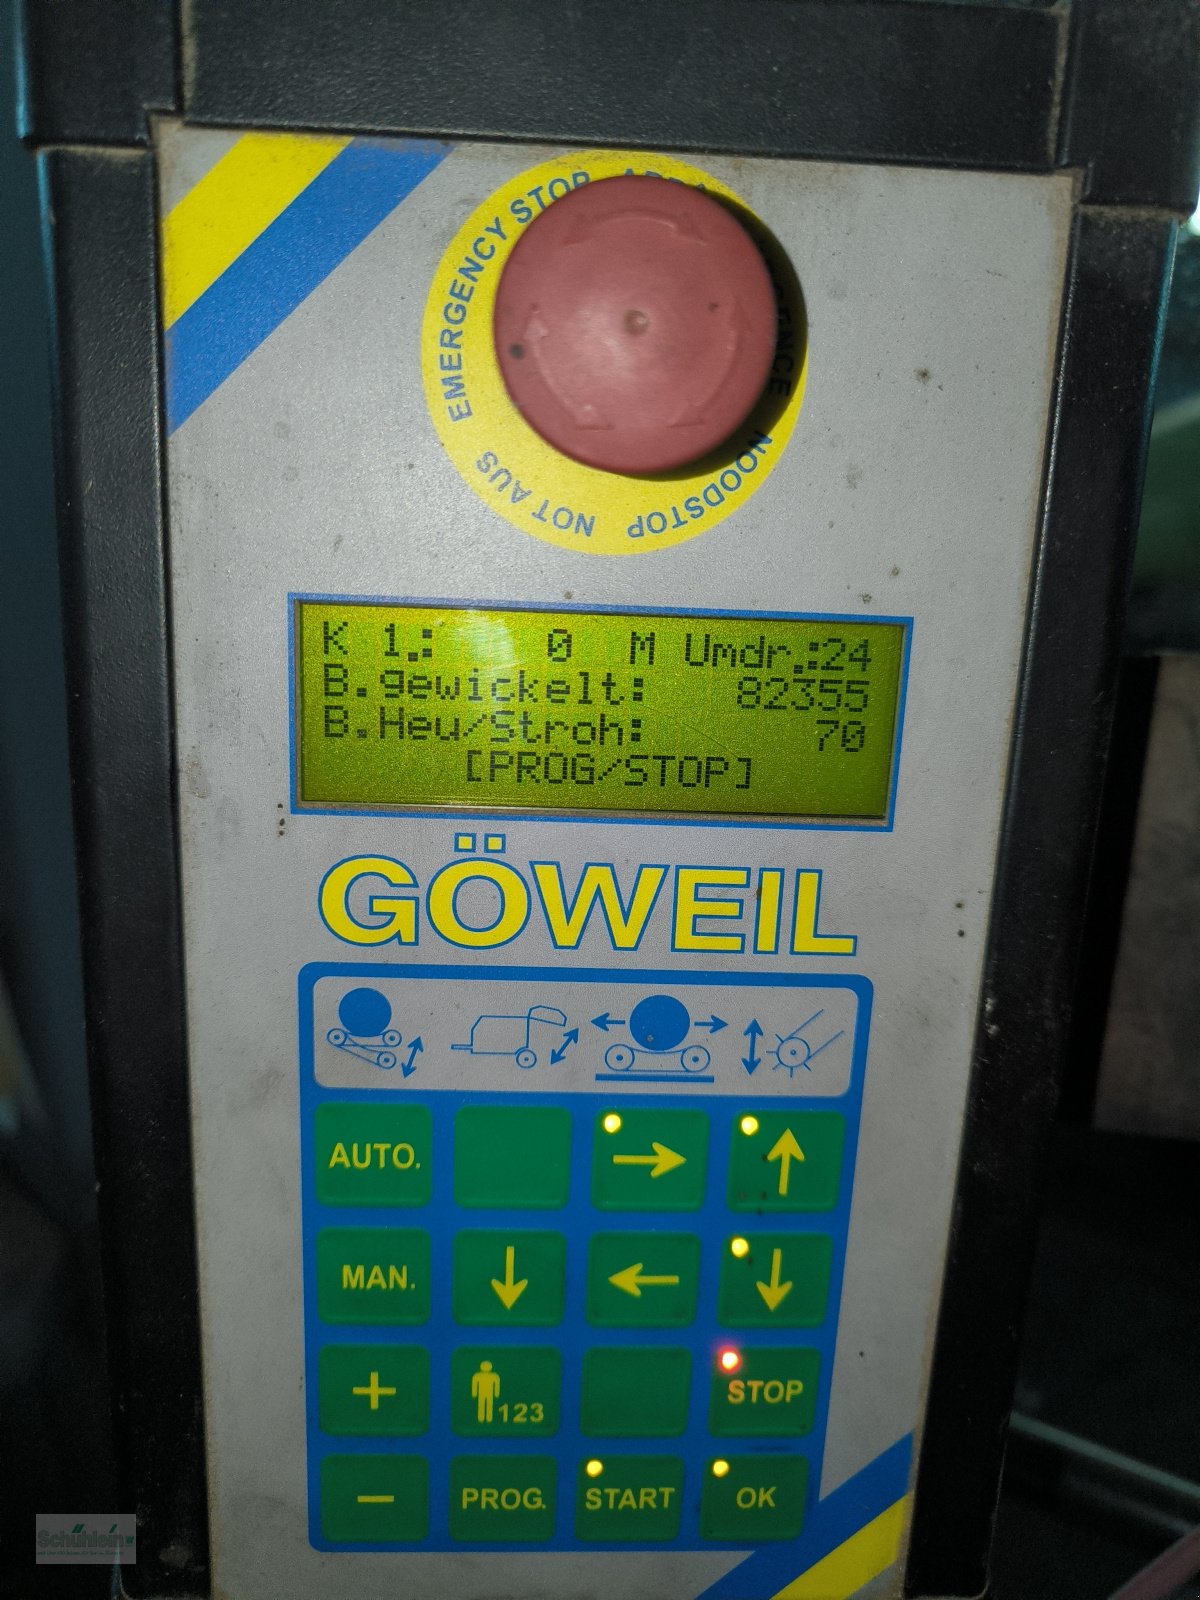 EMERGENCY STOP
NOODSTOP
NOT AUS
K 1.: 0 M Umdr.:24
B.gewickelt: 82355
B.Heu/Stroh: 70
[PROG/STOP]
GÖWEIL
AUTO.
MAN.
123
STOP
PROG. START OK
Schühlein